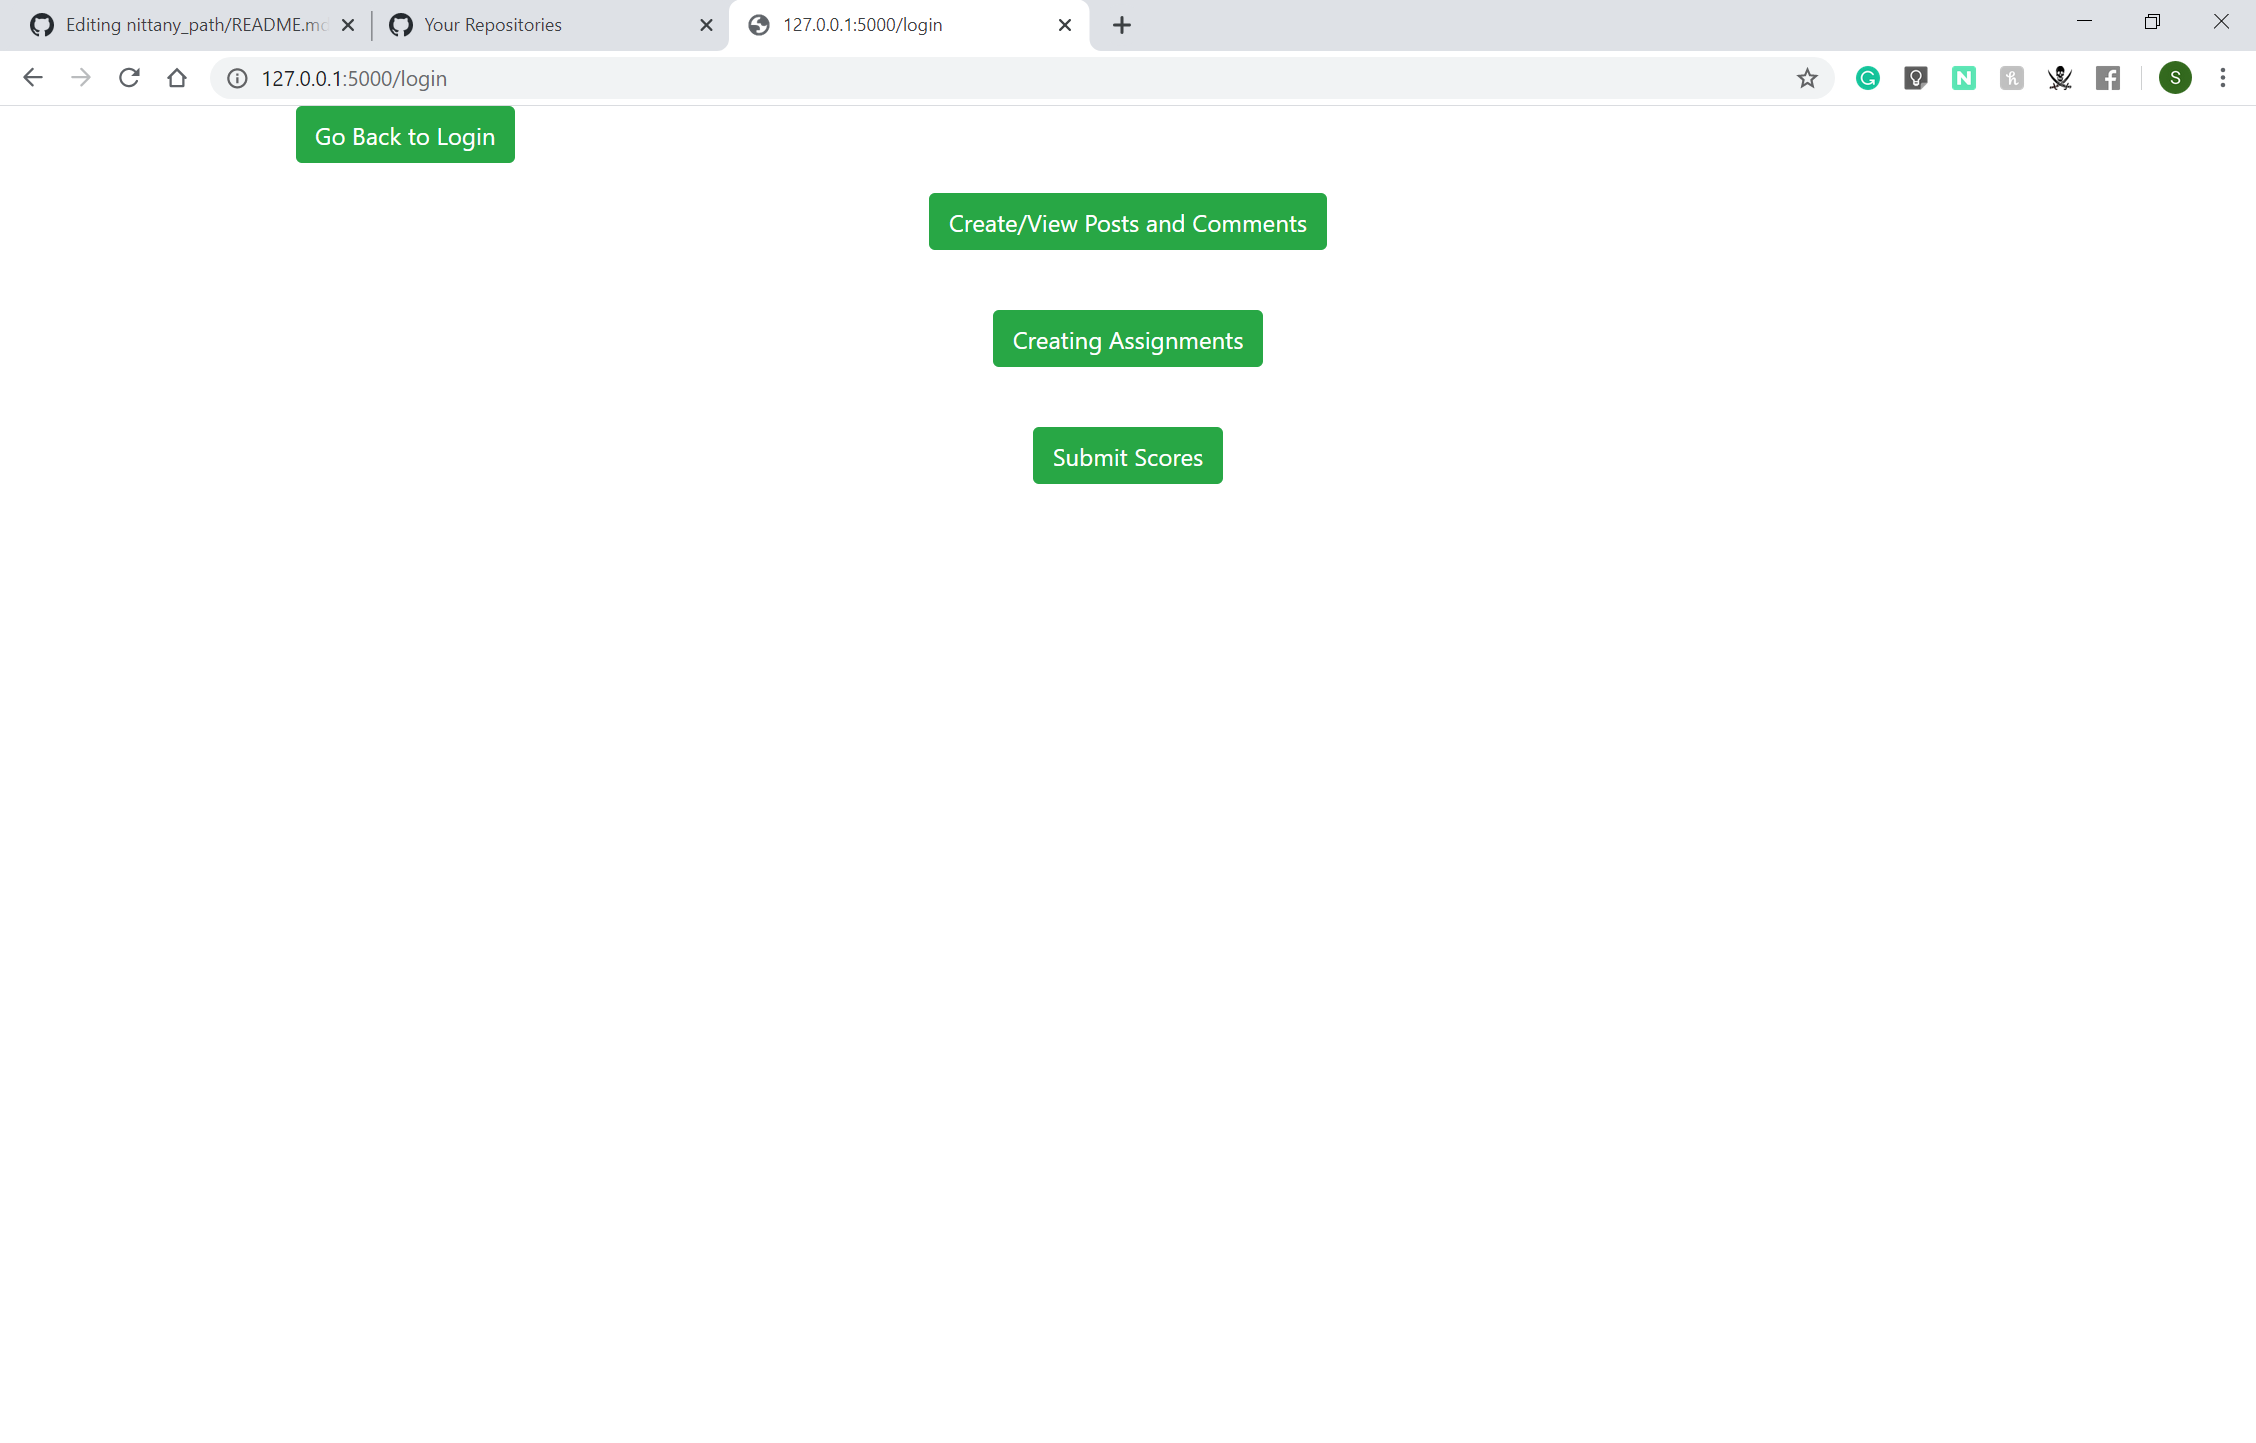 Editing nittany_path/README.md
Your Repositories
127.0.0.1:5000/login
127.0.0.1:5000/login
N
h
S
Go Back to Login
Create/View Posts and Comments
Creating Assignments
Submit Scores